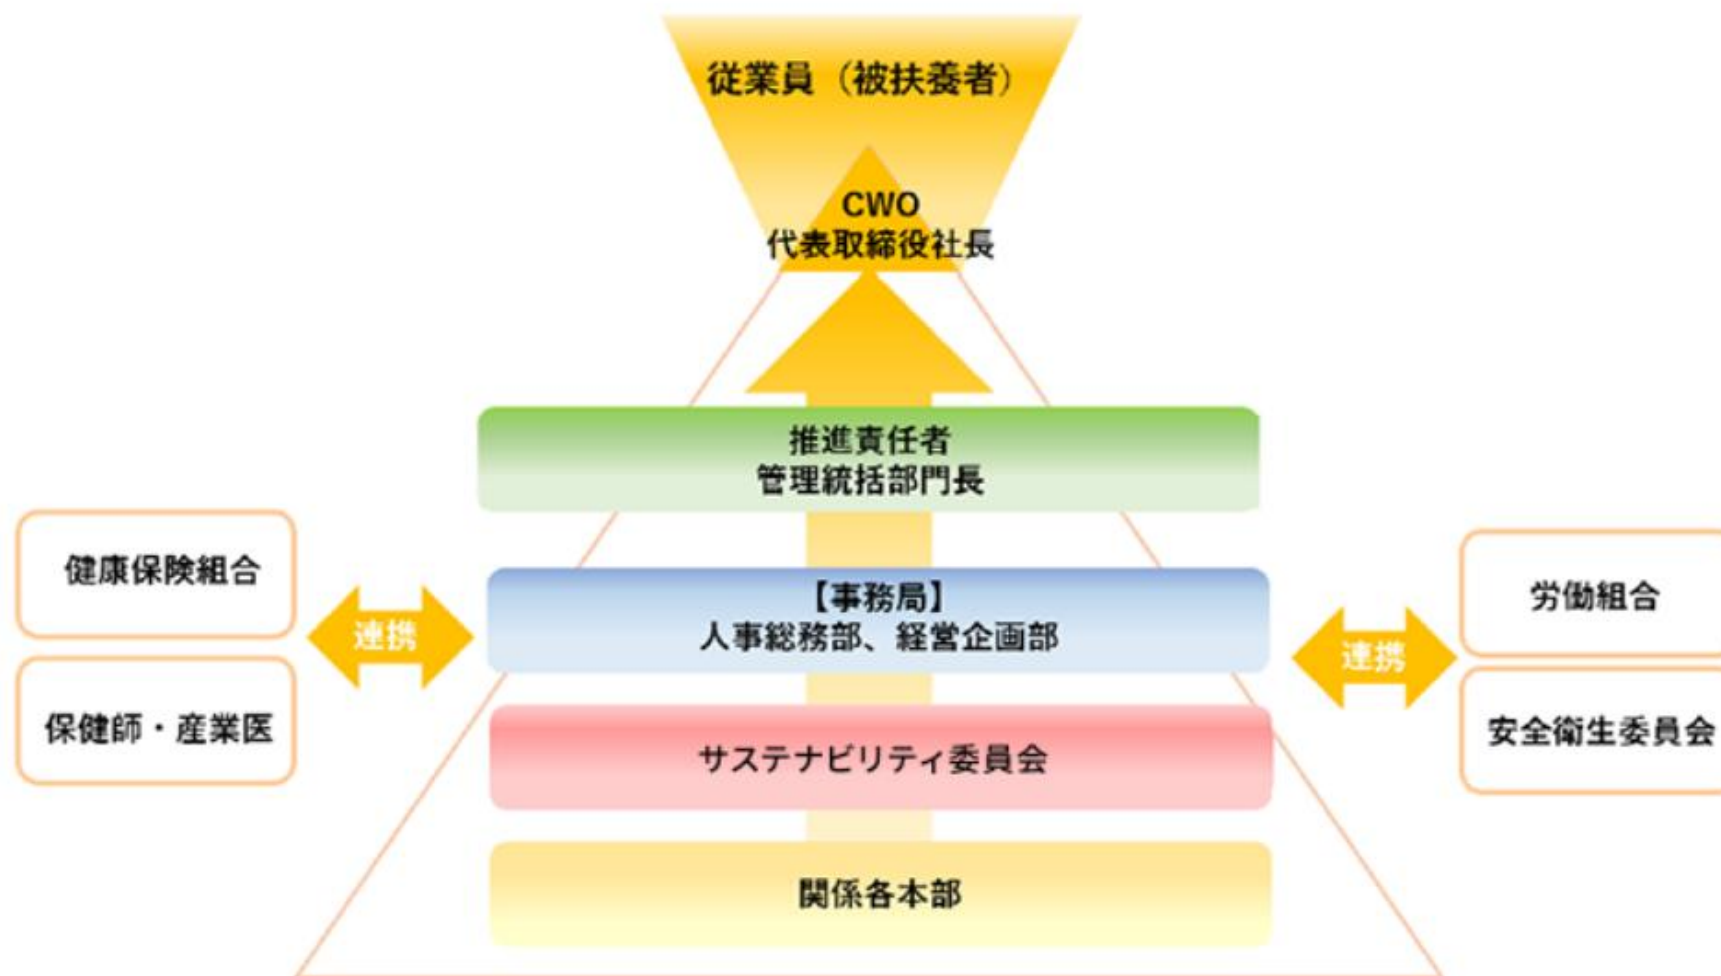 従業員（被扶養者）
CWO
代表取締役社長
推進責任者
管理統括部門長
健康保険組合
連携
保健師・産業医
【事務局】
人事総務部、経営企画部
労働組合
連携
安全衛生委員会
サステナビリティ委員会
関係各本部